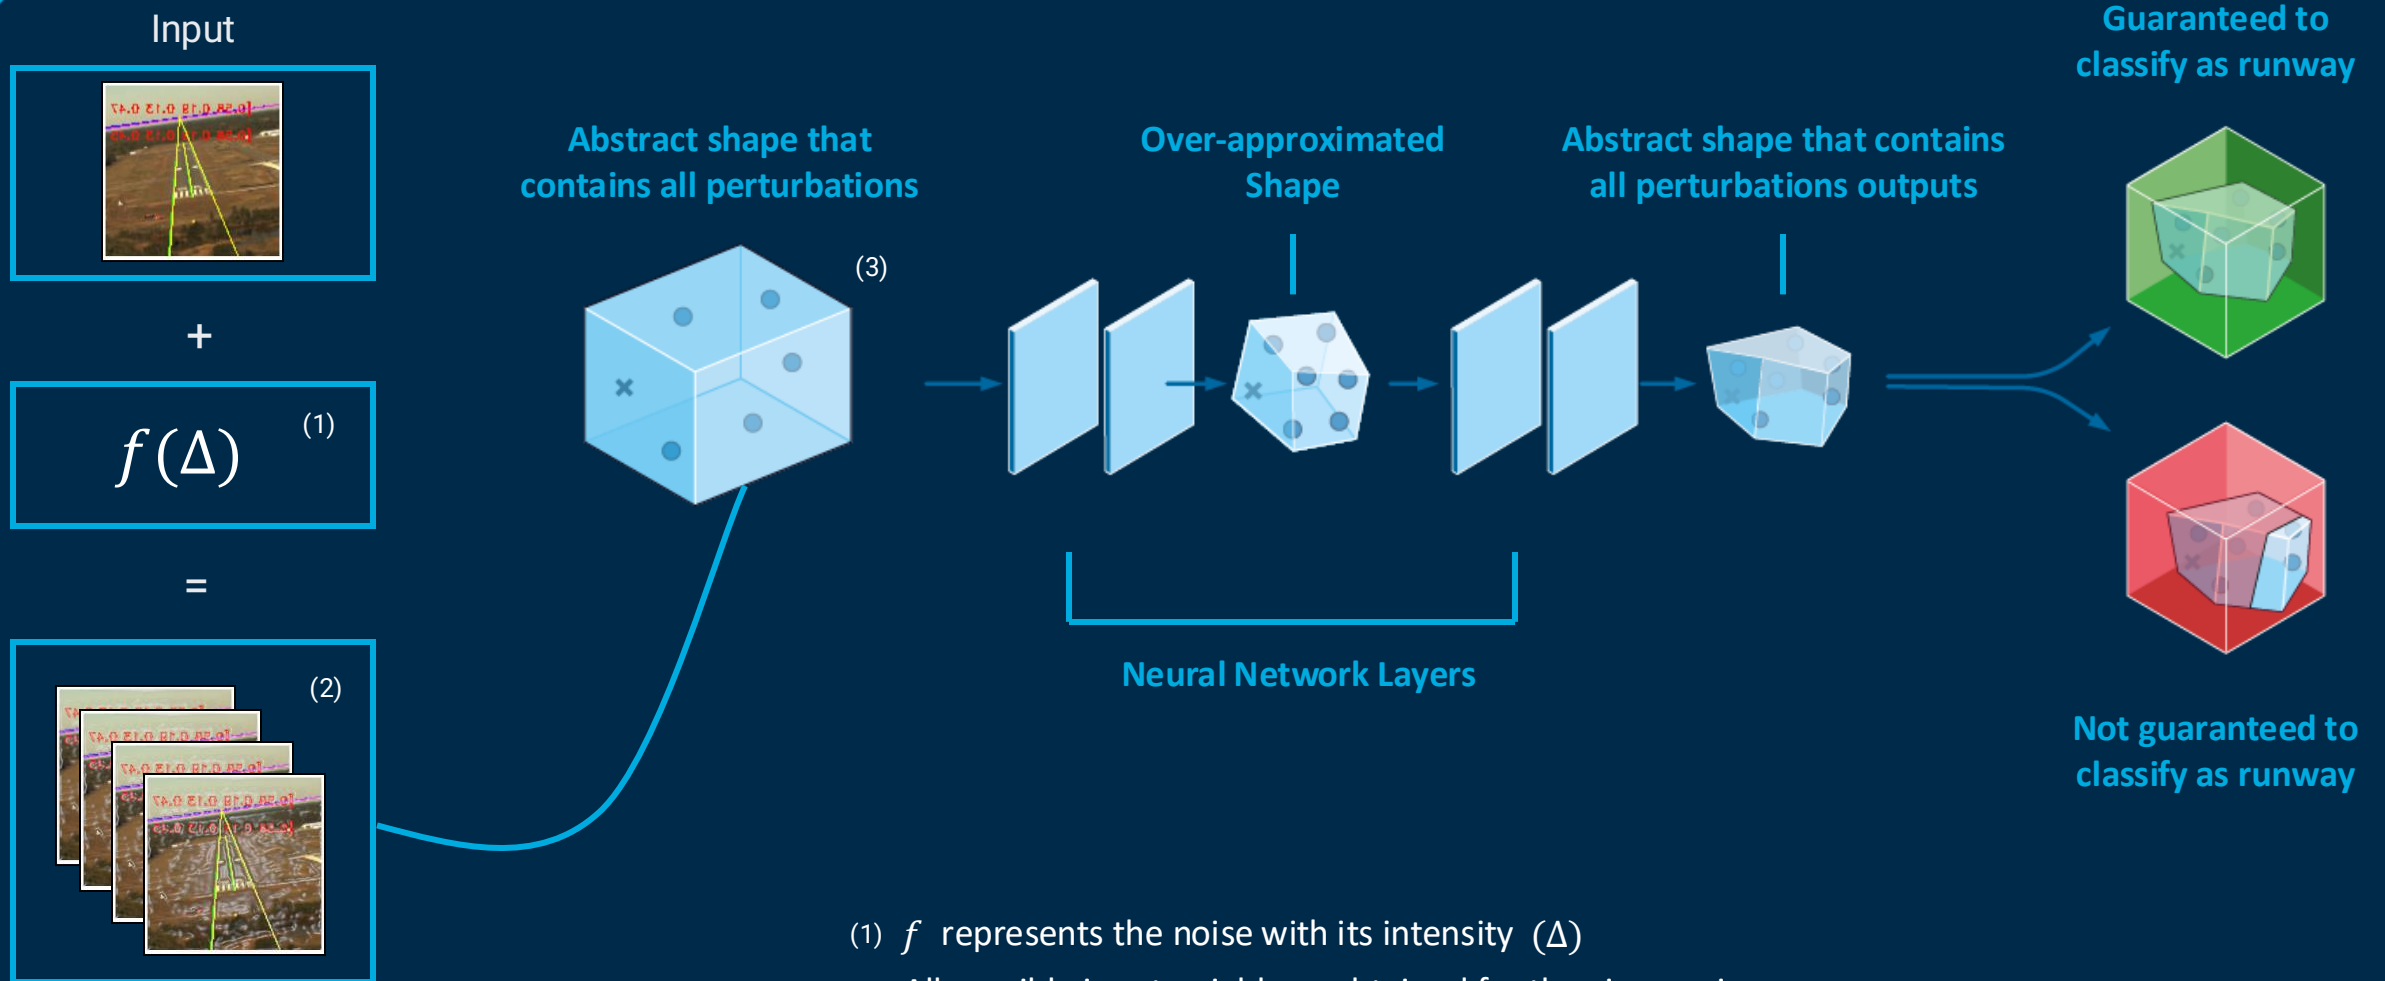 Input
+
f(Δ) (1)
=
(2)
Abstract shape that
contains all perturbations
(3)
Over-approximated
Shape
Abstract shape that contains
all perturbations outputs
Neural Network Layers
Guaranteed to
classify as runway
Not guaranteed to
classify as runway
(1) f represents the noise with its intensity (Δ)